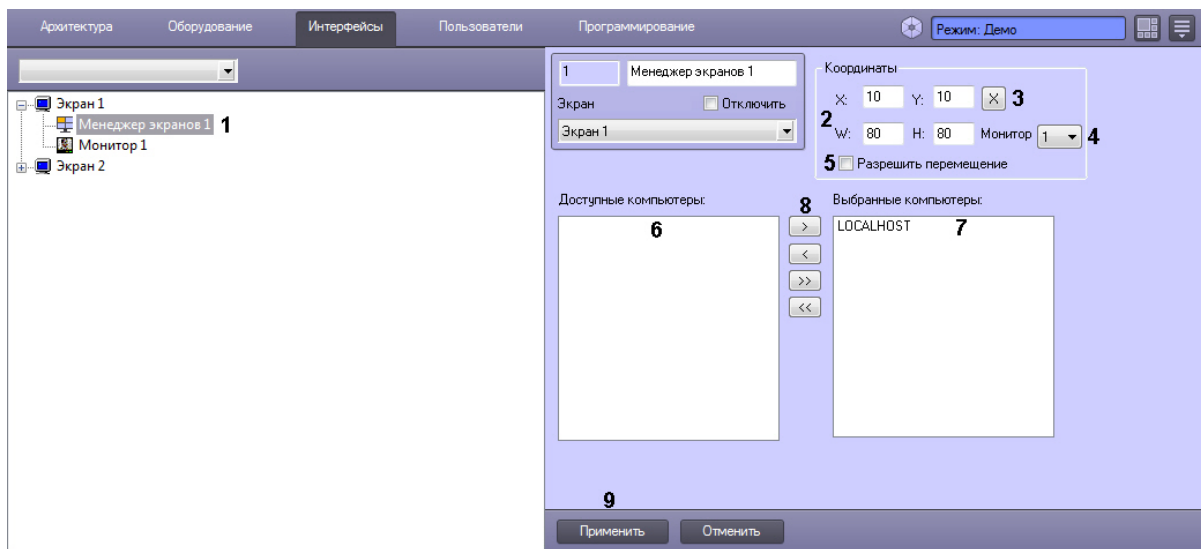 Архитектура Оборудование Интерфейсы Пользователи Программирование Режим: Демо
Экран 1
Менеджер экранов 1 1
Монитор 1
Экран 2
1 Менеджер экранов 1
Экран Отключить
Экран 1
Координаты
X: 10 Y: 10 X 3
2
W: 80 H: 80 Монитор 1 4
5 Разрешить перемещение
Доступные компьютеры: 8 Выбранные компьютеры:
6 > LOCALHOST 7
<
>>
<<
9
Применить Отменить